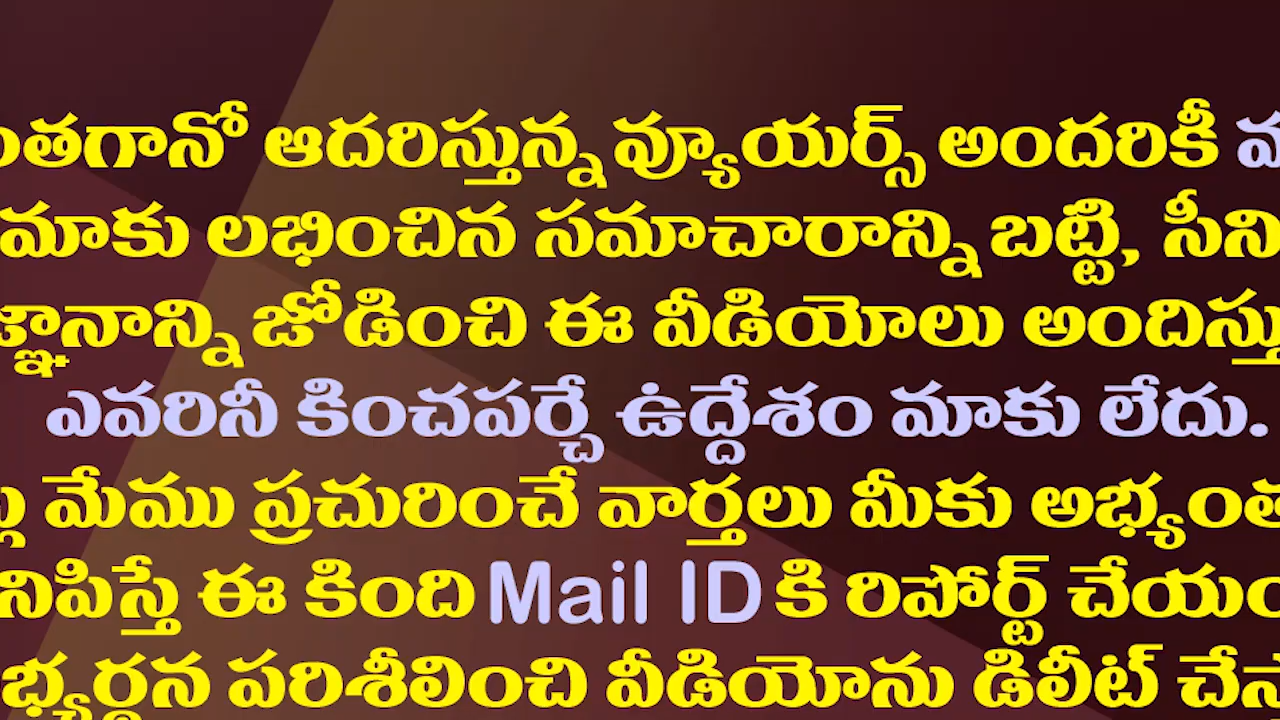 ంతగానో ఆదరిస్తున్న వ్యూయర్స్ అందరికీ
మాకు లభించిన సమాచారాన్ని బట్టి, సీని
జ్ఞానాన్ని జోడించి ఈ వీడియోలు అందిస్తు
ఎవరినీ కించపర్చే ఉద్దేశం మాకు లేదు.
మేము ప్రచురించే వార్తలు మీకు అభ్యంత
నిపిస్తే ఈ కింది Mail ID కి రిపోర్ట్ చేయం
భ్యర్థన పరిశీలించి వీడియోను డిలీట్ చేస